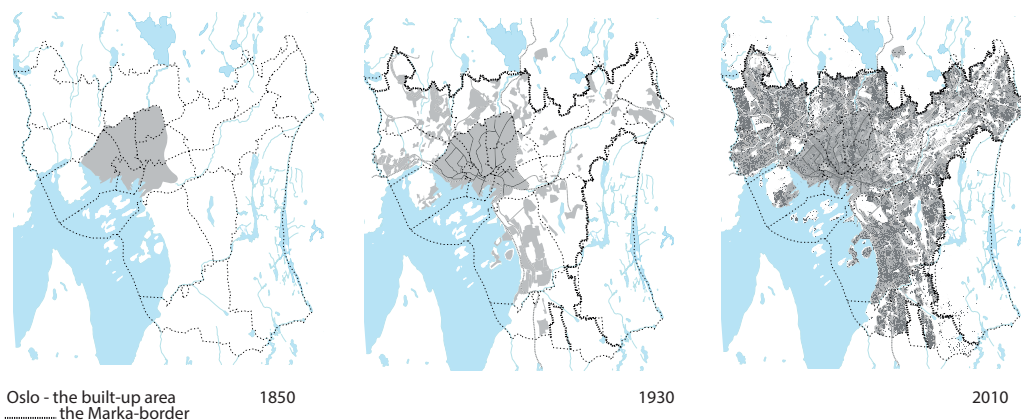 Oslo - the built-up area 1850 1930 2010
the Marka-border